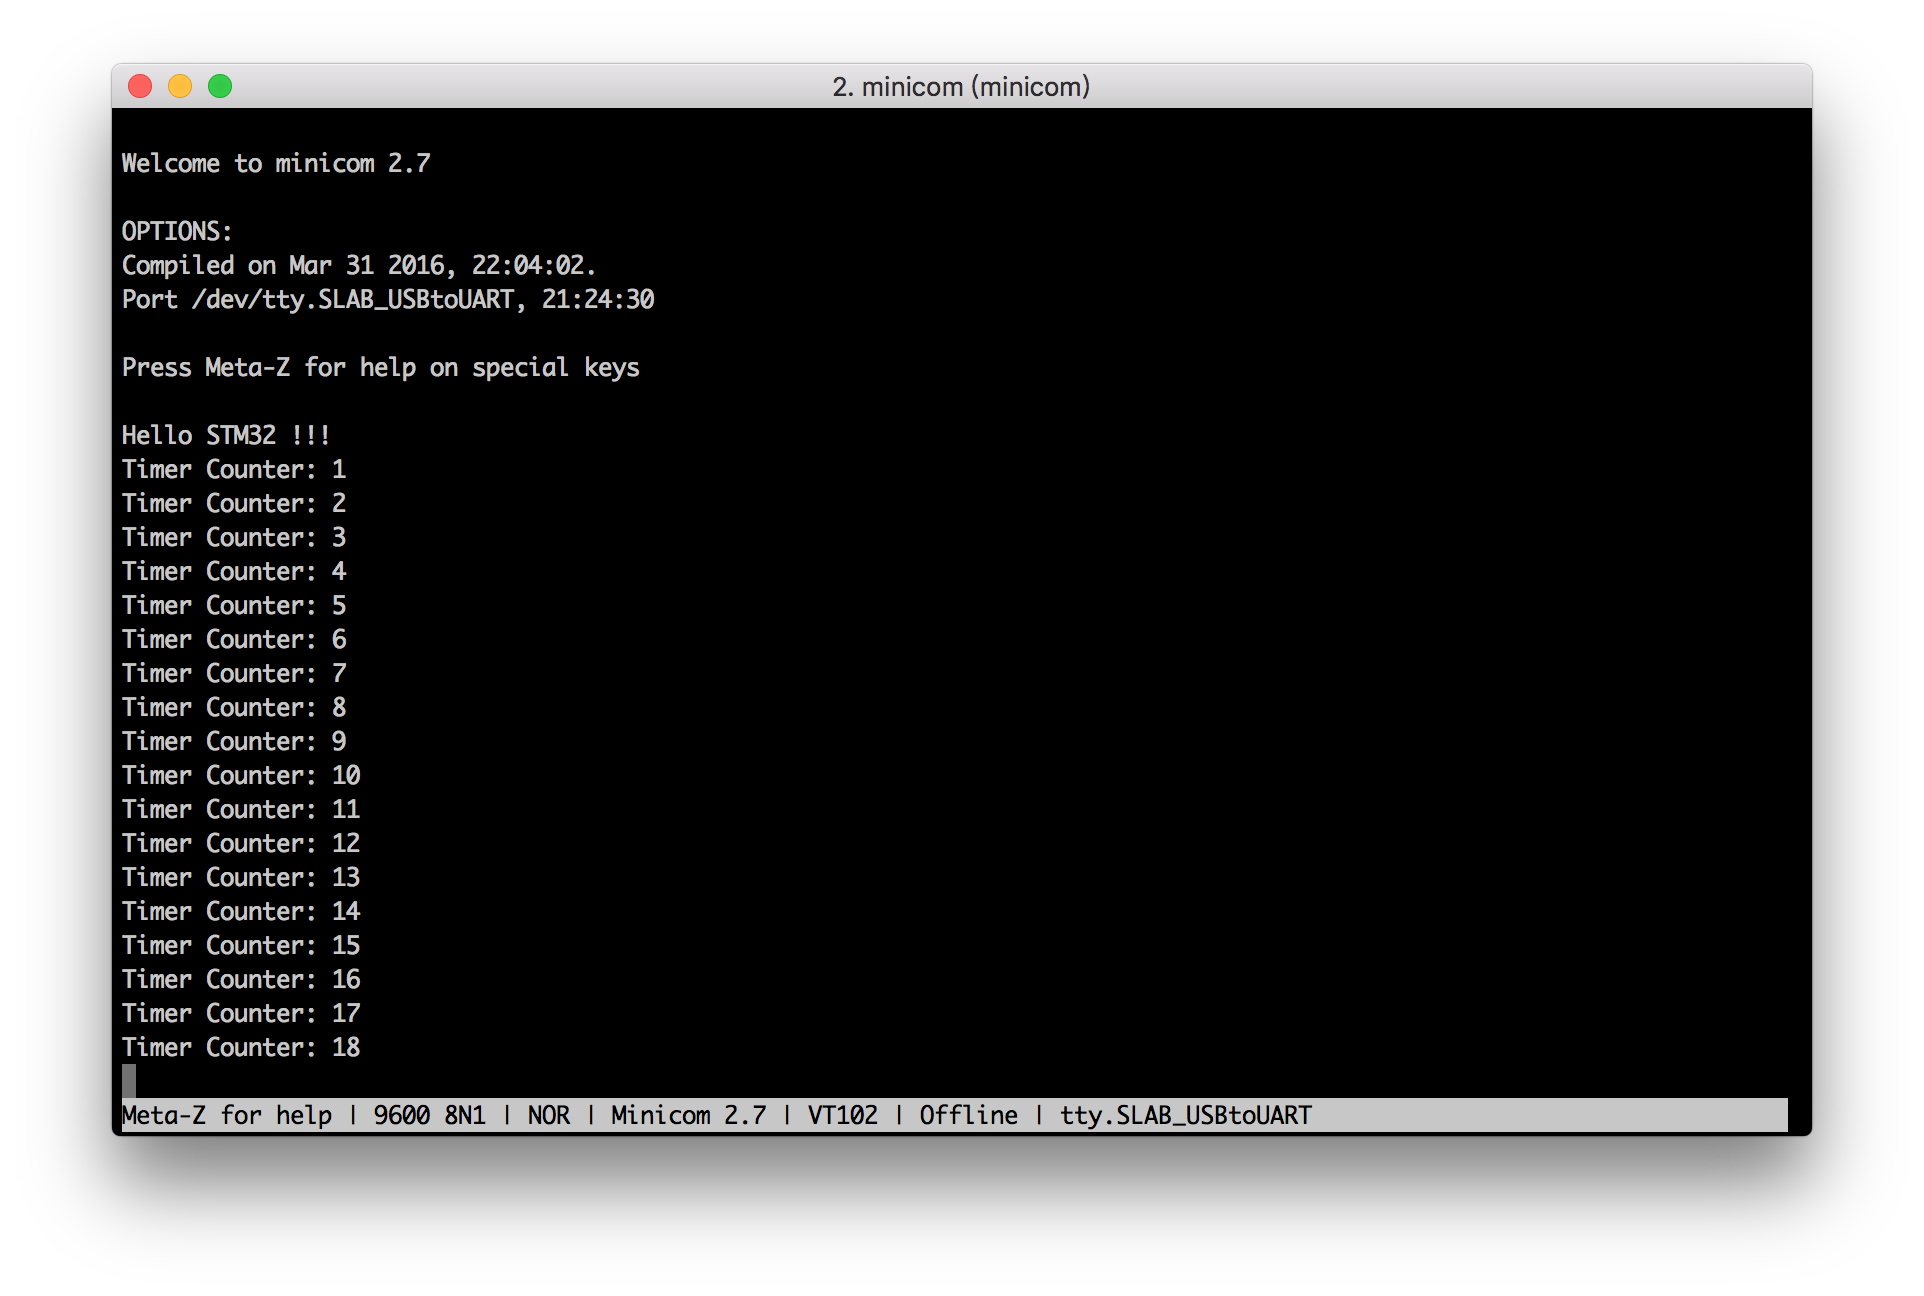 2. minicom (minicom)
Welcome to minicom 2.7
OPTIONS:
Compiled on Mar 31 2016, 22:04:02.
Port /dev/tty.SLAB_USBtoUART, 21:24:30
Press Meta-Z for help on special keys
Hello STM32 !!!
Timer Counter: 1
Timer Counter: 2
Timer Counter: 3
Timer Counter: 4
Timer Counter: 5
Timer Counter: 6
Timer Counter: 7
Timer Counter: 8
Timer Counter: 9
Timer Counter: 10
Timer Counter: 11
Timer Counter: 12
Timer Counter: 13
Timer Counter: 14
Timer Counter: 15
Timer Counter: 16
Timer Counter: 17
Timer Counter: 18
Meta-Z for help | 9600 8N1 | NOR | Minicom 2.7 | VT102 | Offline | tty.SLAB_USBtoUART